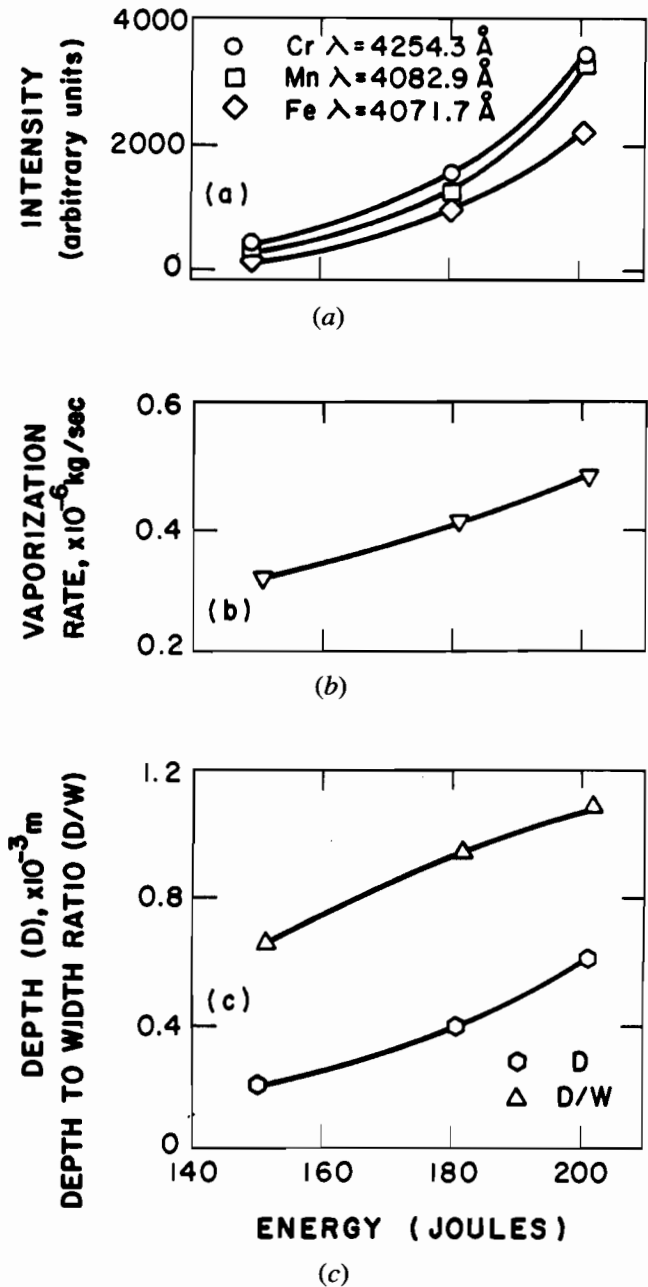 INTENSITY
(arbitrary units)
4000
2000
0
○ Cr λ=4254.3 Å
□ Mn λ=4082.9 Å
◇ Fe λ=4071.7 Å
(a)
(a)
VAPORIZATION
RATE, x10⁻⁶kg/sec
0.6
0.4
0.2
(b)
(b)
DEPTH (D), x10⁻³m
DEPTH TO WIDTH RATIO (D/W)
1.2
0.8
0.4
0
(c)
D
D/W
140 160 180 200
ENERGY (JOULES)
(c)